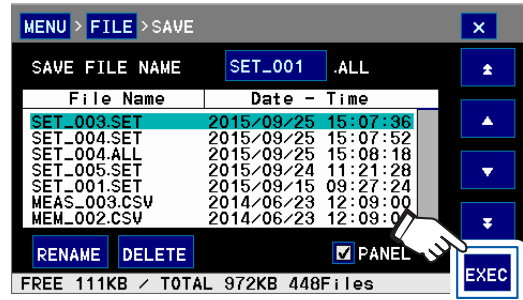 MENU > FILE > SAVE ×
SAVE FILE NAME SET_001 .ALL
File Name Date - Time
SET_003.SET 2015/09/25 15:07:36
SET_004.SET 2015/09/25 15:07:52
SET_004.ALL 2015/09/25 15:08:18
SET_005.SET 2015/09/24 11:21:28
SET_001.SET 2015/09/15 09:27:24
MEAS_003.CSV 2014/06/23 12:09:00
MEM_002.CSV 2014/06/23 12:09:0
RENAME DELETE PANEL
EXEC
FREE 111KB / TOTAL 972KB 448Files